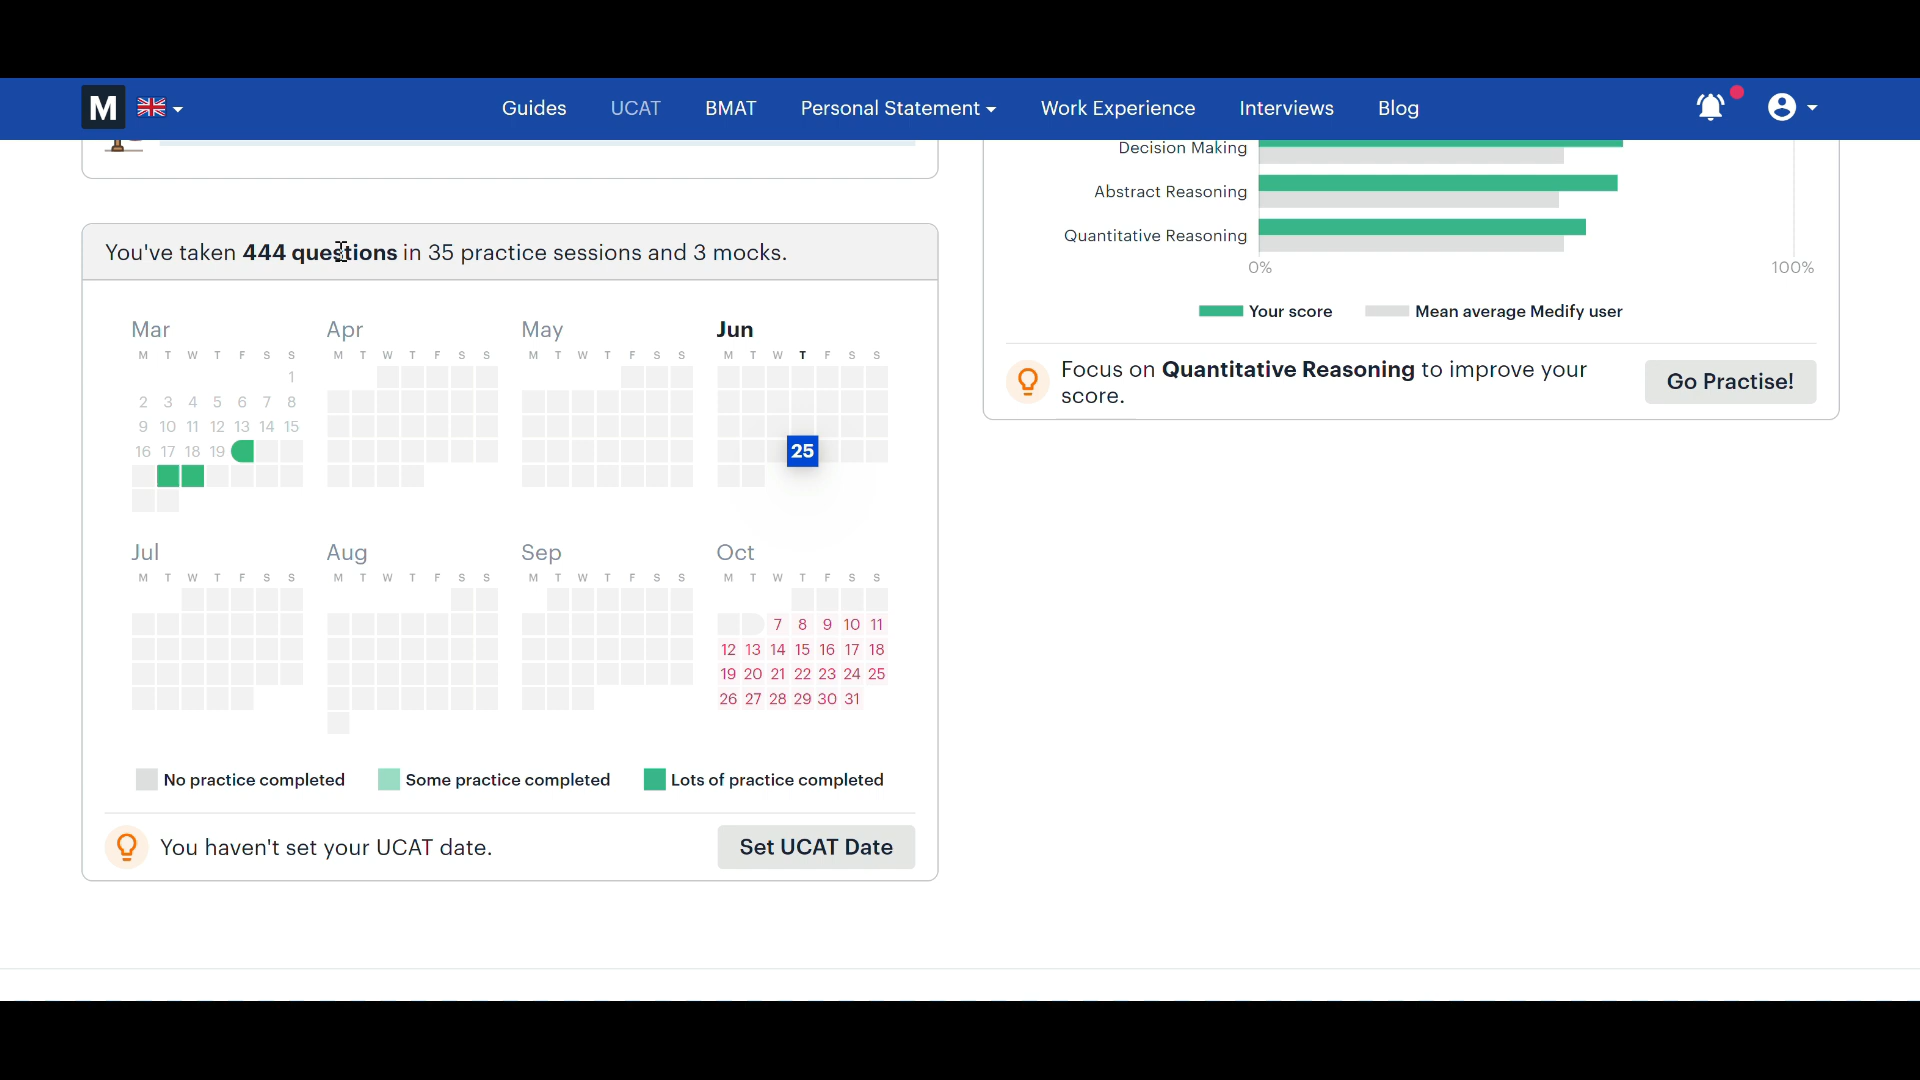 M
Guides UCAT BMAT Personal Statement Work Experience Interviews Blog
You've taken 444 questions in 35 practice sessions and 3 mocks.
Mar Apr May Jun
M T W T F S S M T W T F S S M T W T F S S M T W T F S S
1
2 3 4 5 6 7 8
9 10 11 12 13 14 15
16 17 18 19 25
Jul Aug Sep Oct
M T W T F S S M T W T F S S M T W T F S S M T W T F S S
7 8 9 10 11
12 13 14 15 16 17 18
19 20 21 22 23 24 25
26 27 28 29 30 31
No practice completed Some practice completed Lots of practice completed
You haven't set your UCAT date. Set UCAT Date
Decision Making
Abstract Reasoning
Quantitative Reasoning
0% 100%
Your score Mean average Medify user
Focus on Quantitative Reasoning to improve your
score.
Go Practise!